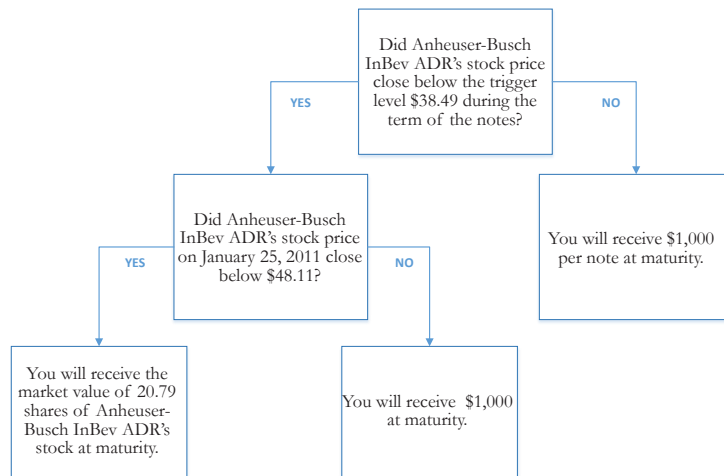 Did Anheuser-Busch
InBev ADR's stock price
close below the trigger
level $38.49 during the
term of the notes?
YES
NO
Did Anheuser-Busch
InBev ADR's stock price
on January 25, 2011 close
below $48.11?
You will receive $1,000
per note at maturity.
YES
NO
You will receive the
market value of 20.79
shares of Anheuser-
Busch InBev ADR's
stock at maturity.
You will receive  $1,000
at maturity.